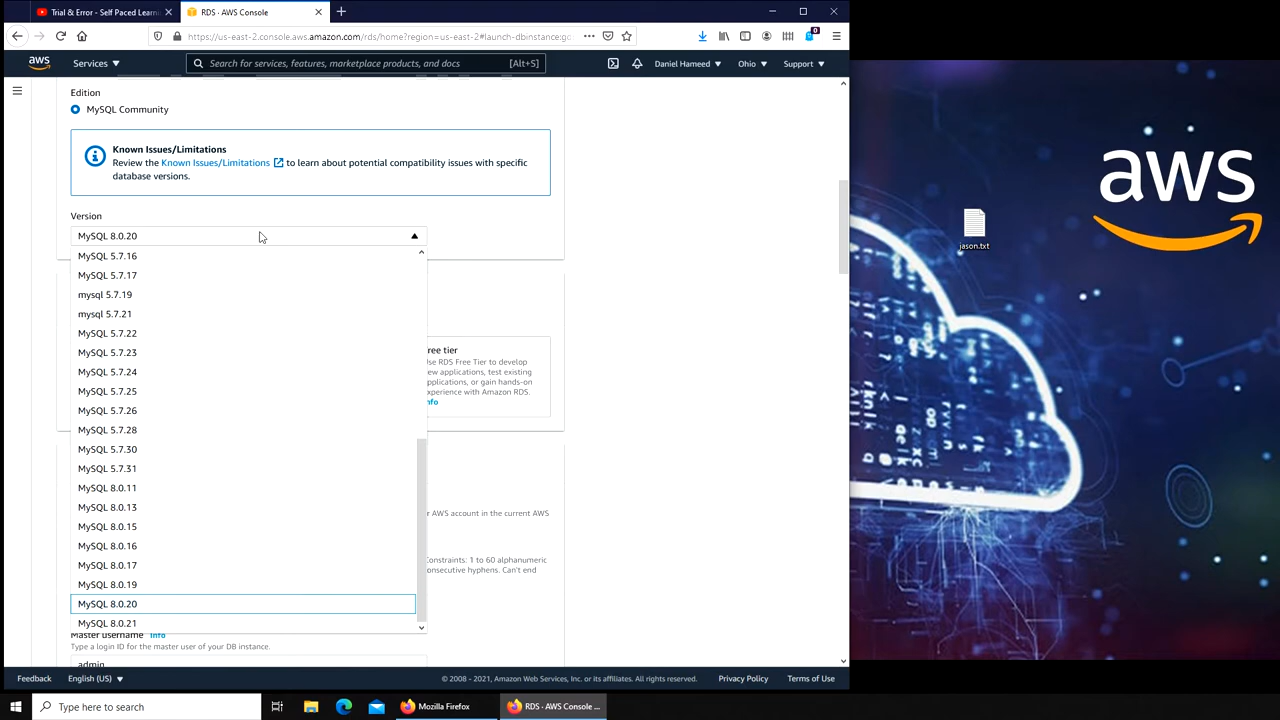 Trial & Error - Self Paced Learni
RDS · AWS Console
https://us-east-2.console.aws.amazon.com/rds/home?region=us-east-2#launch-dbinstance:gc
0
aws
Services
Search for services, features, marketplace products, and docs
[Alt+S]
Daniel Hameed
Ohio
Support
Edition
MySQL Community
Known Issues/Limitations
Review the Known Issues/Limitations to learn about potential compatibility issues with specific
database versions.
Version
MySQL 8.0.20
MySQL 5.7.16
MySQL 5.7.17
mysql 5.7.19
mysql 5.7.21
MySQL 5.7.22
MySQL 5.7.23
MySQL 5.7.24
MySQL 5.7.25
MySQL 5.7.26
MySQL 5.7.28
MySQL 5.7.30
MySQL 5.7.31
MySQL 8.0.11
MySQL 8.0.13
MySQL 8.0.15
MySQL 8.0.16
MySQL 8.0.17
MySQL 8.0.19
MySQL 8.0.20
MySQL 8.0.21
ree tier
Jse RDS Free Tier to develop
ew applications, test existing
applications, or gain hands-on
experience with Amazon RDS.
nfo
r AWS account in the current AWS
Constraints: 1 to 60 alphanumeric
onsecutive hyphens. Can't end
Master username Info
Type a login ID for the master user of your DB instance.
admin
Feedback
English (US)
© 2008 - 2021, Amazon Web Services, Inc. or its affiliates. All rights reserved.
Privacy Policy
Terms of Use
aws
jason.txt
Type here to search
Mozilla Firefox
RDS · AWS Console ...